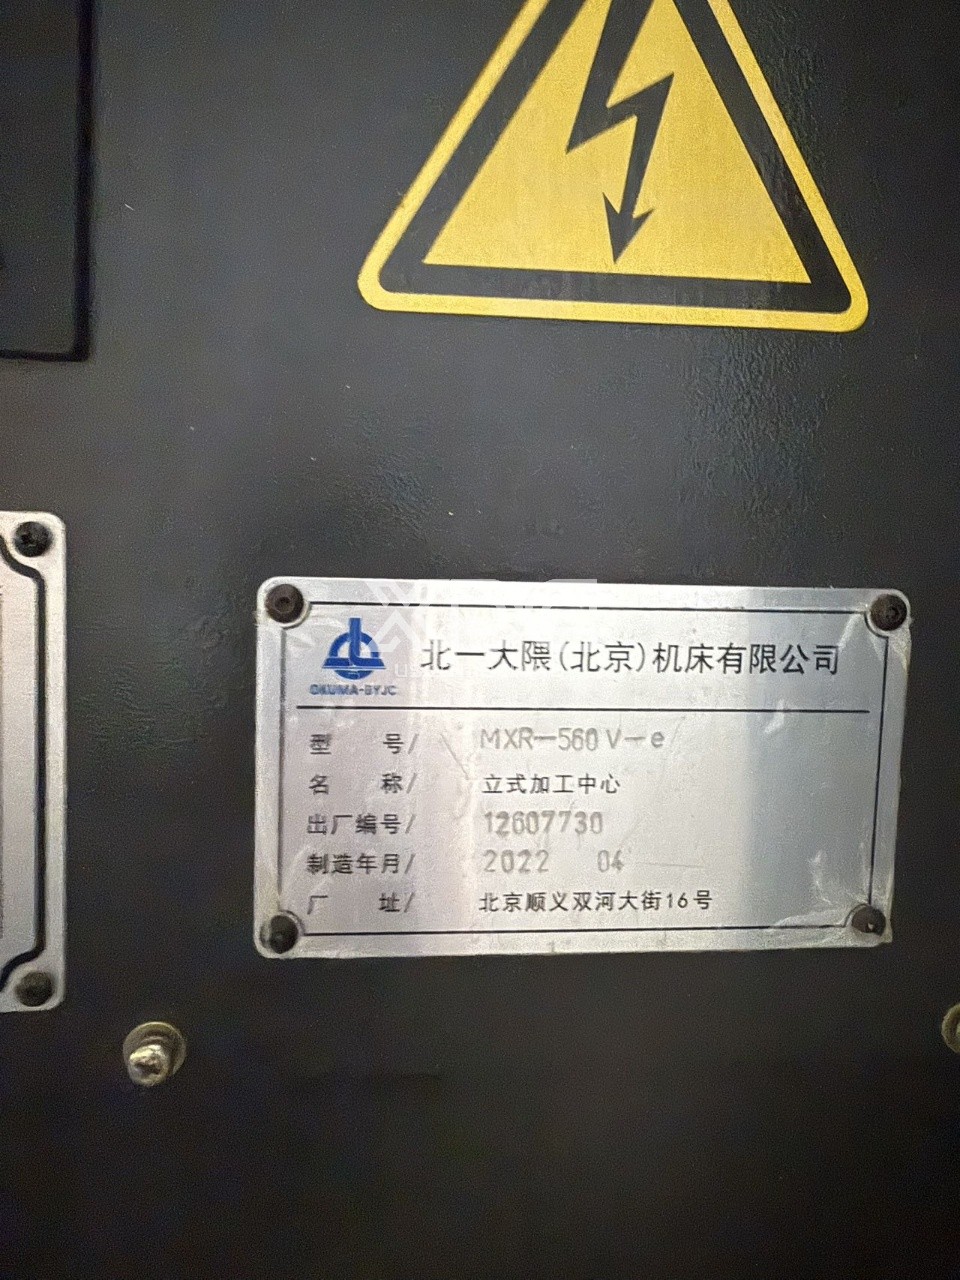 北一大隈(北京)机床有限公司
OKUMA-BYJC
型 号/ MXR-560V-e
名 称/ 立式加工中心
出厂编号/ 12607730
制造年月/ 2022 04
厂 址/ 北京顺义双河大街16号